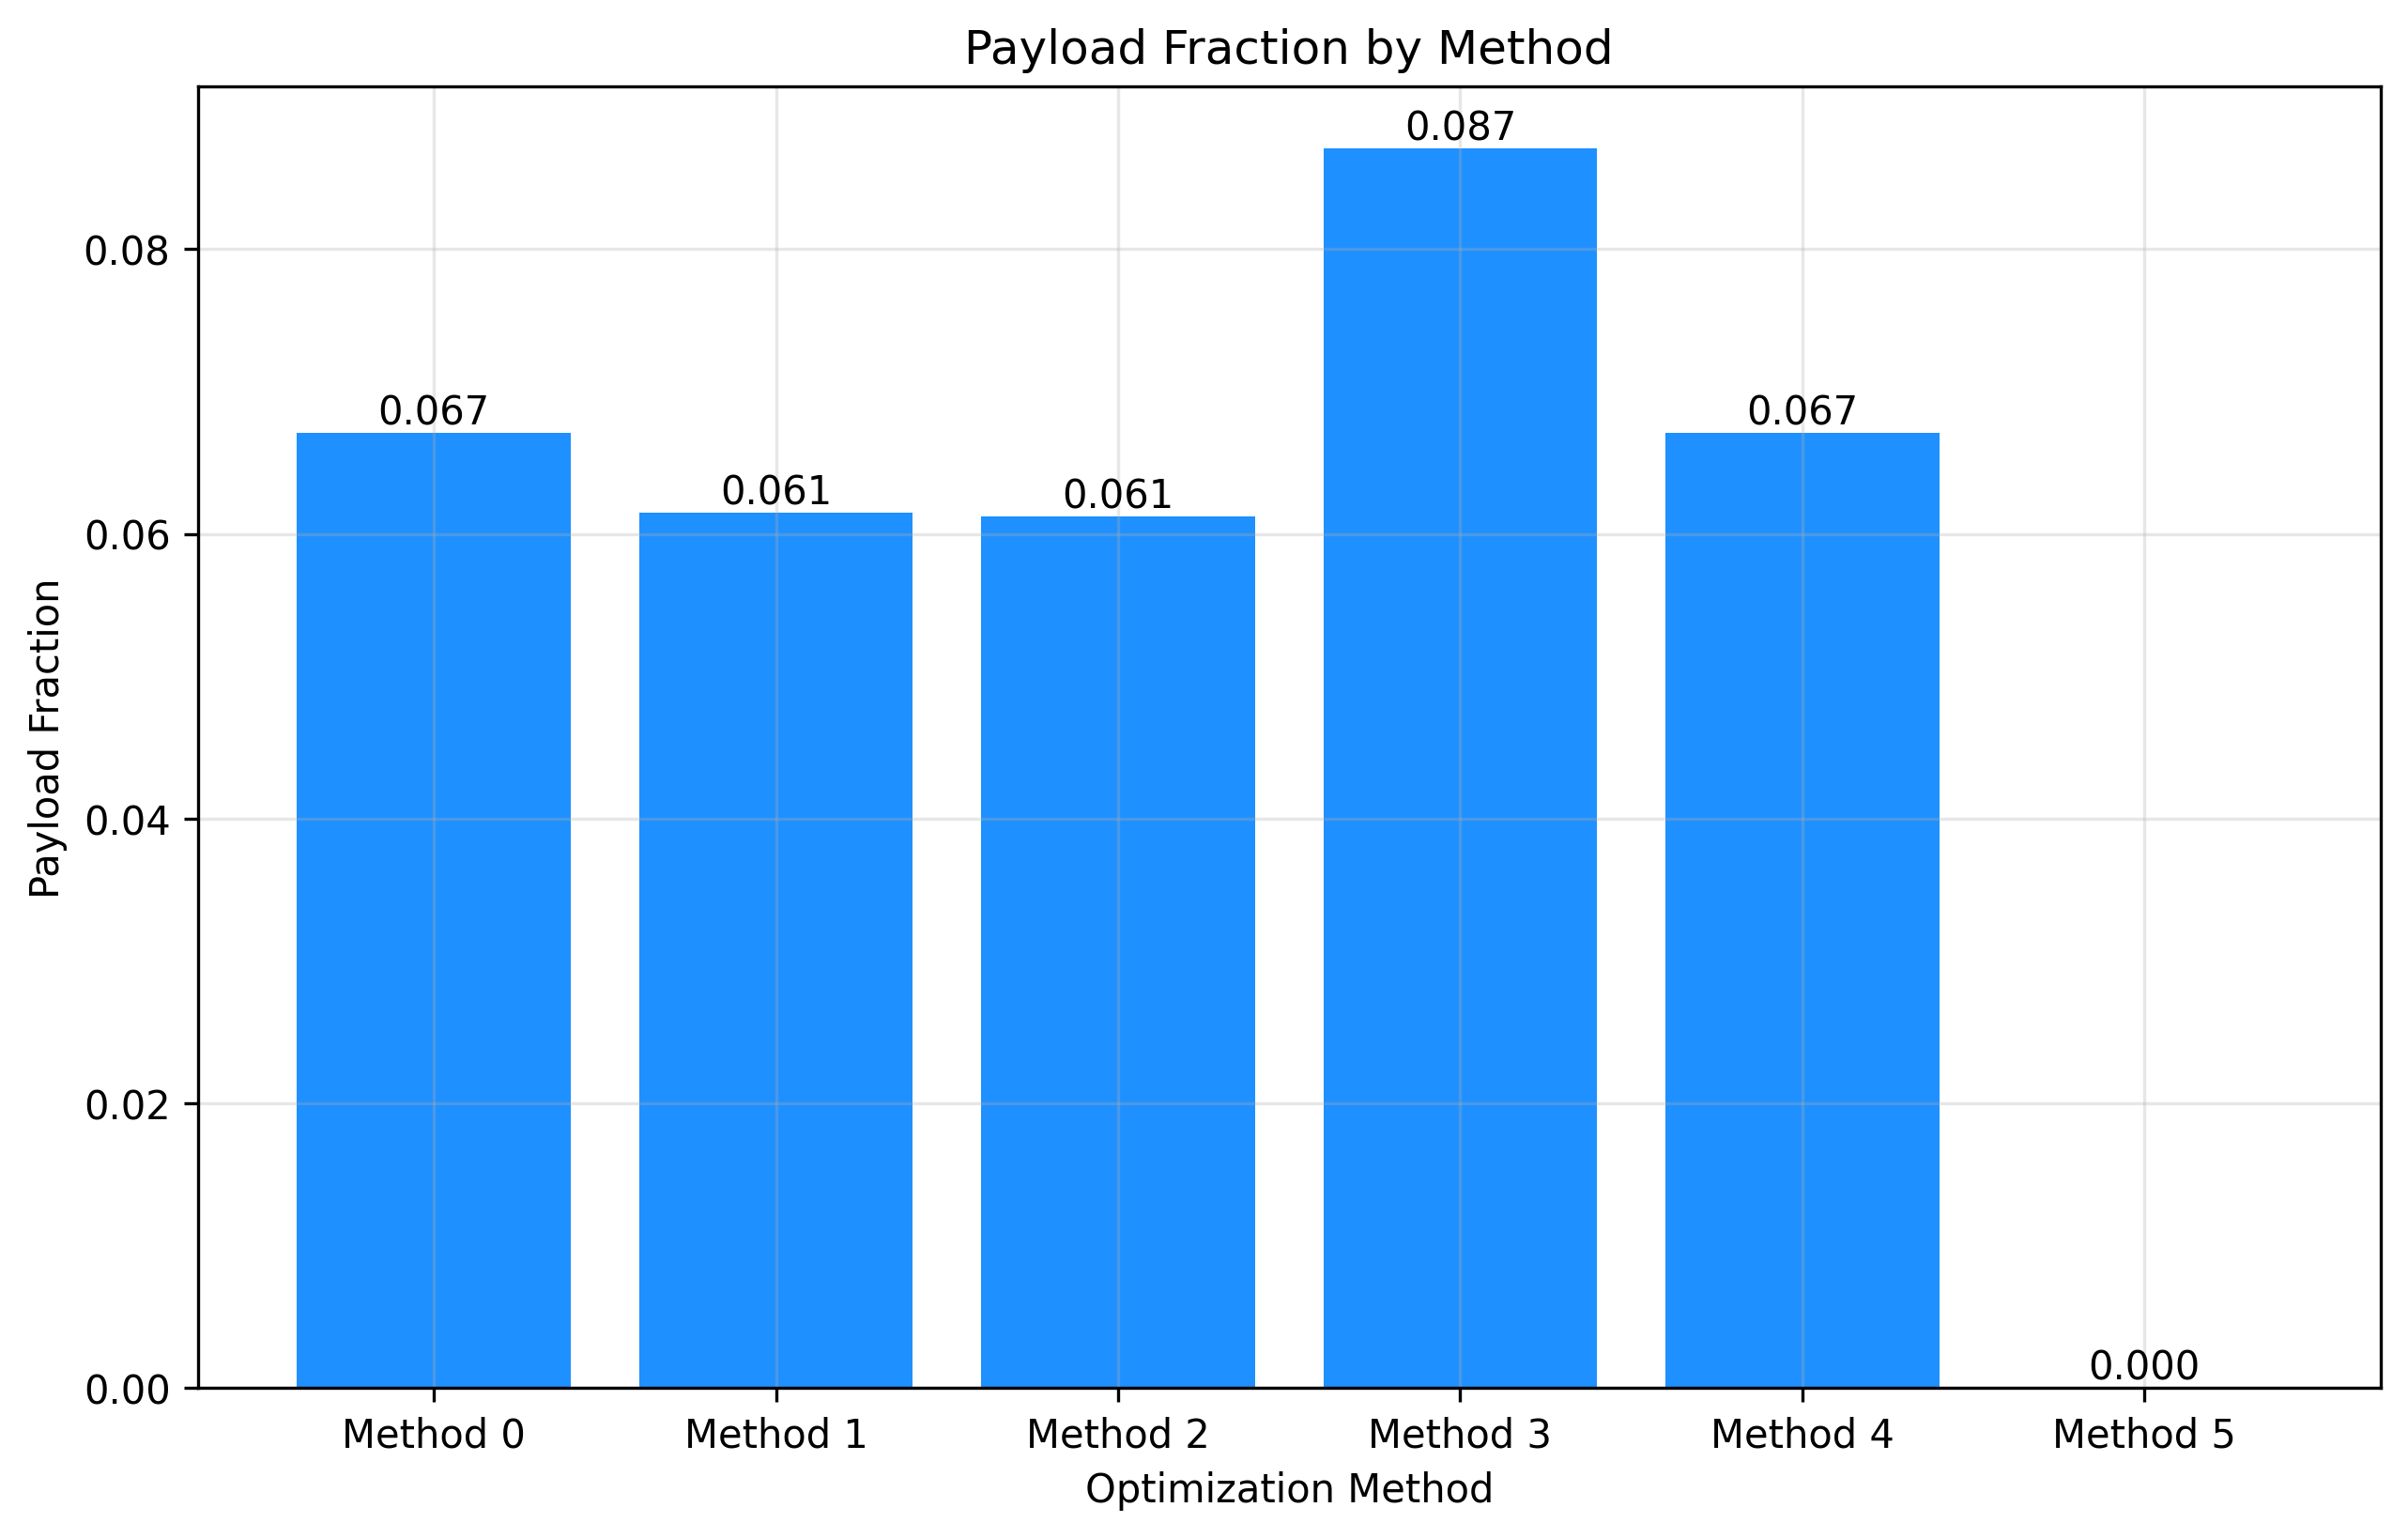 Payload Fraction by Method
Payload Fraction
0.08
0.06
0.04
0.02
0.00
0.067
0.061
0.061
0.087
0.067
0.000
Method 0
Method 1
Method 2
Method 3
Method 4
Method 5
Optimization Method